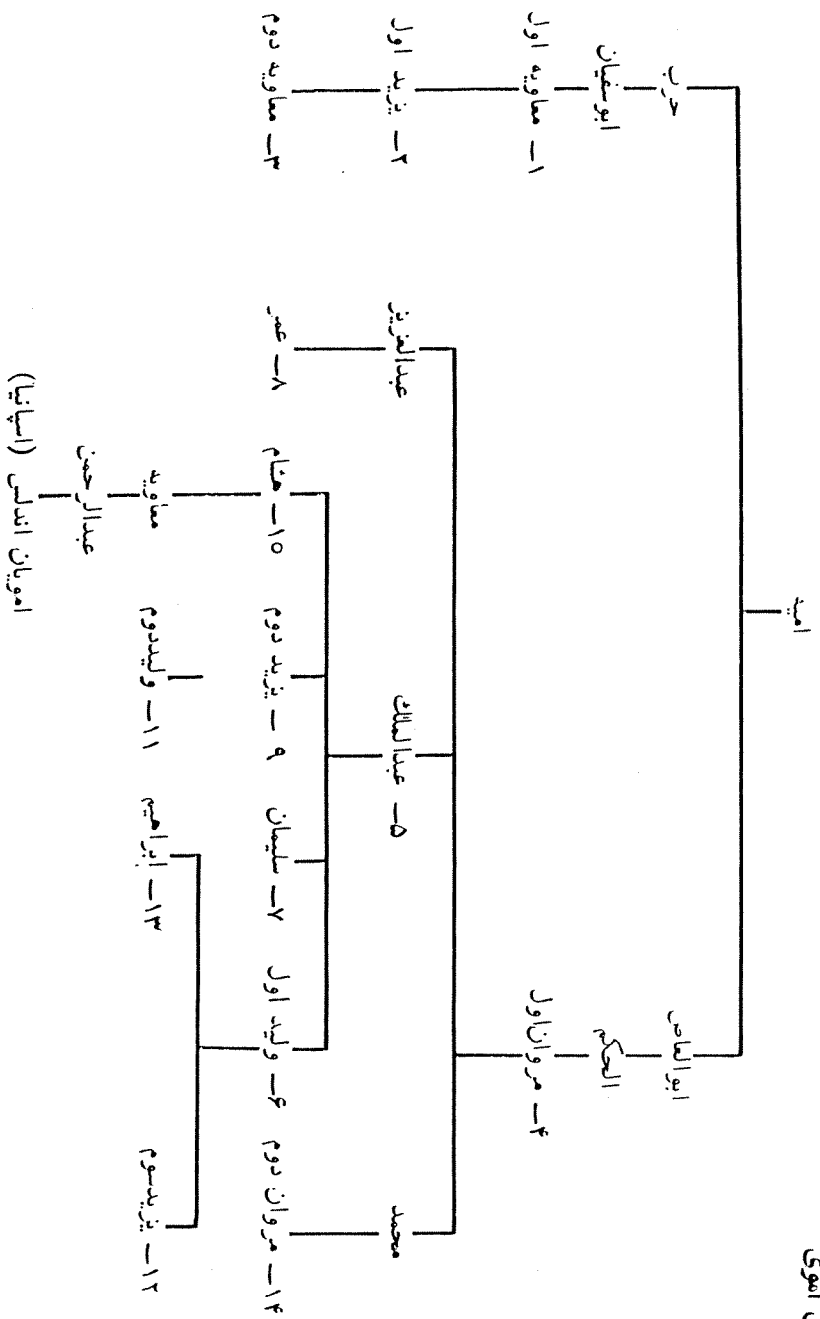 اموی
امیه
ابوالعاص
حرب
الحکم
ابوسفیان
۴ – مروان اول
۱ – معاویه اول
محمد
۵ – عبدالملک
عبدالعزیز
۲ – یزید اول
۱۴ – مروان دوم
۶ – ولید اول
۷ – سلیمان
۹ – یزید دوم
۱۰ – هشام
۸ – عمر
۳ – معاویه دوم
۱۲ – یزید سوم
۱۳ – ابراهیم
۱۱ – ولید دوم
معاویه
عبدالرحمن
امویان اندلس (اسپانیا)